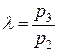 λ = p₃/p₂